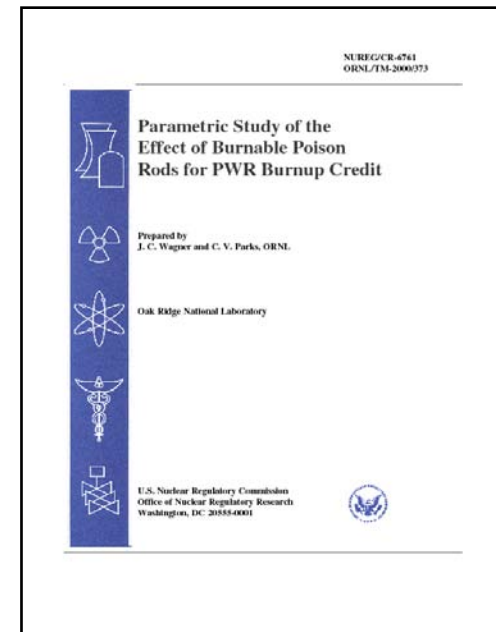 NUREG/CR-6761
ORNL/TM-2000/373
Parametric Study of the
Effect of Burnable Poison
Rods for PWR Burnup Credit
Prepared by
J. C. Wagner and C. V. Parks, ORNL
Oak Ridge National Laboratory
U.S. Nuclear Regulatory Commission
Office of Nuclear Regulatory Research
Washington, DC 20555-0001